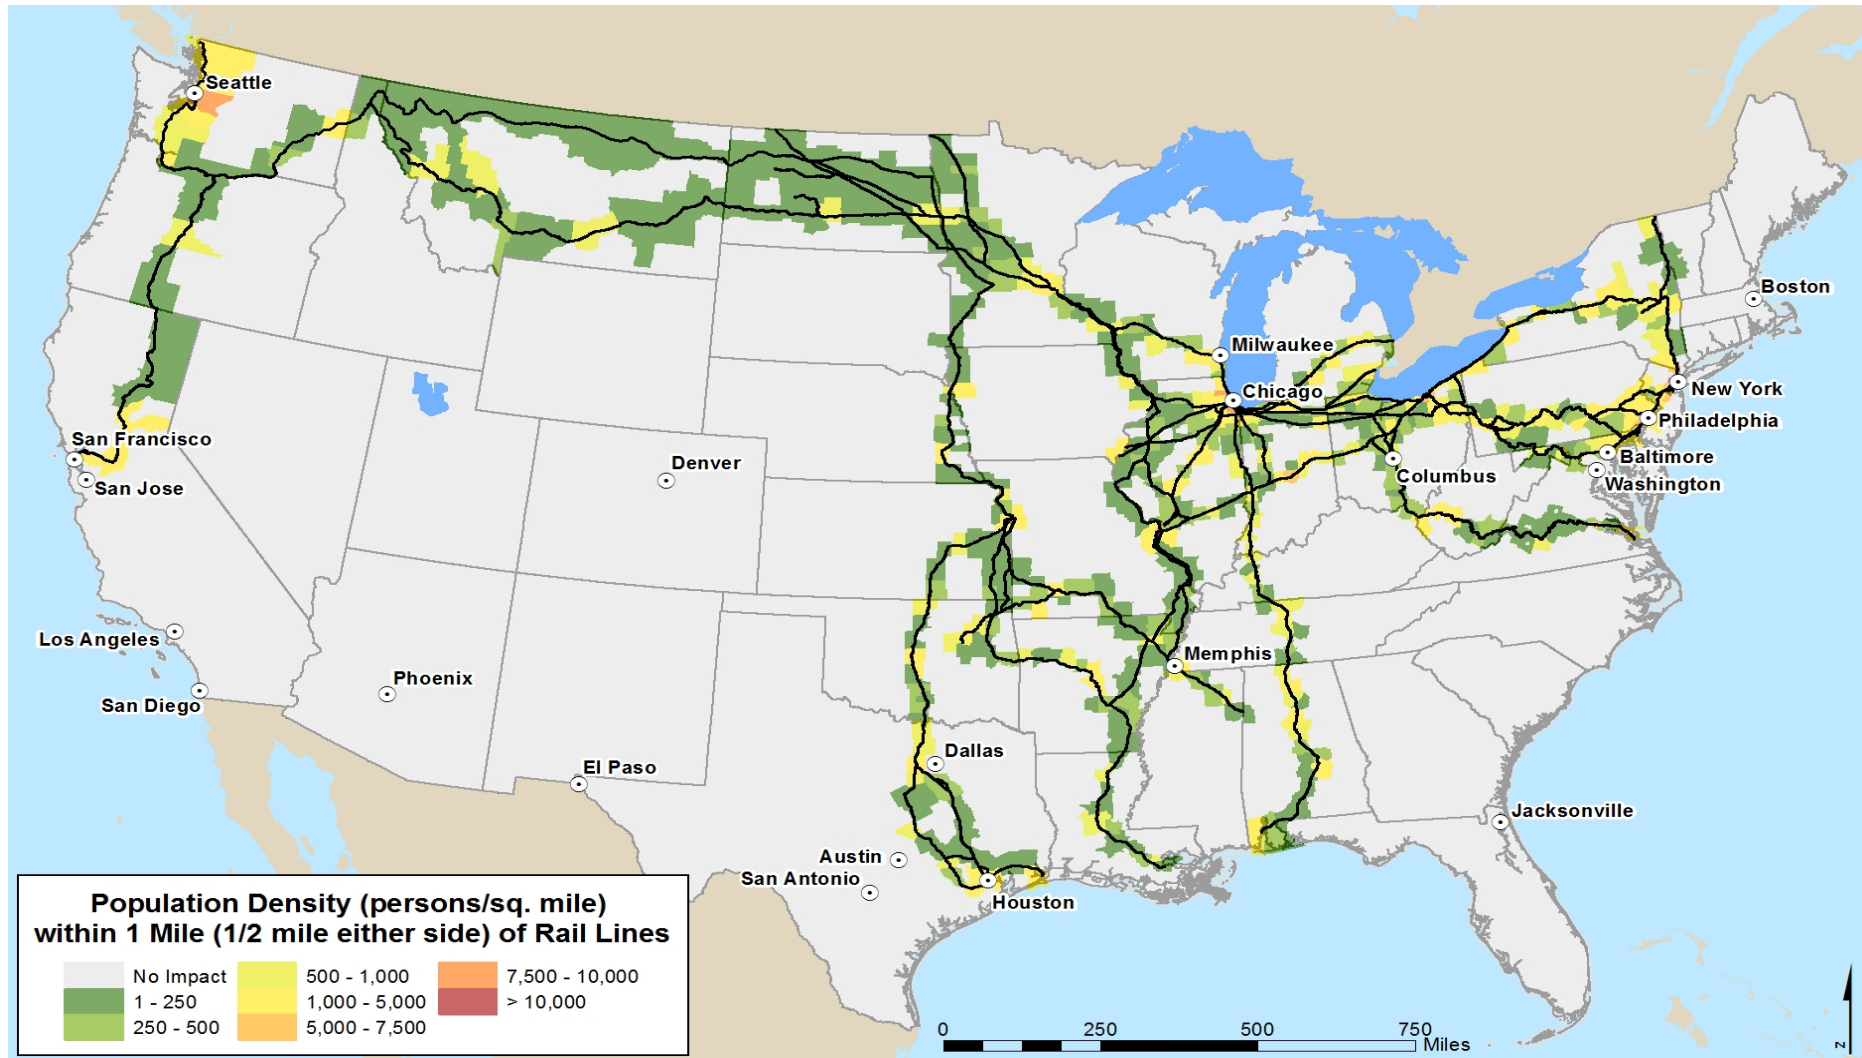 Seattle
Boston
Milwaukee
Chicago
New York
Philadelphia
San Francisco
Baltimore
Denver
Columbus
Washington
San Jose
Los Angeles
Memphis
Phoenix
San Diego
Dallas
El Paso
Jacksonville
Austin
San Antonio
Houston
Population Density (persons/sq. mile)
within 1 Mile (1/2 mile either side) of Rail Lines
No Impact
1 - 250
250 - 500
500 - 1,000
1,000 - 5,000
5,000 - 7,500
7,500 - 10,000
> 10,000
0 250 500 750
Miles
N